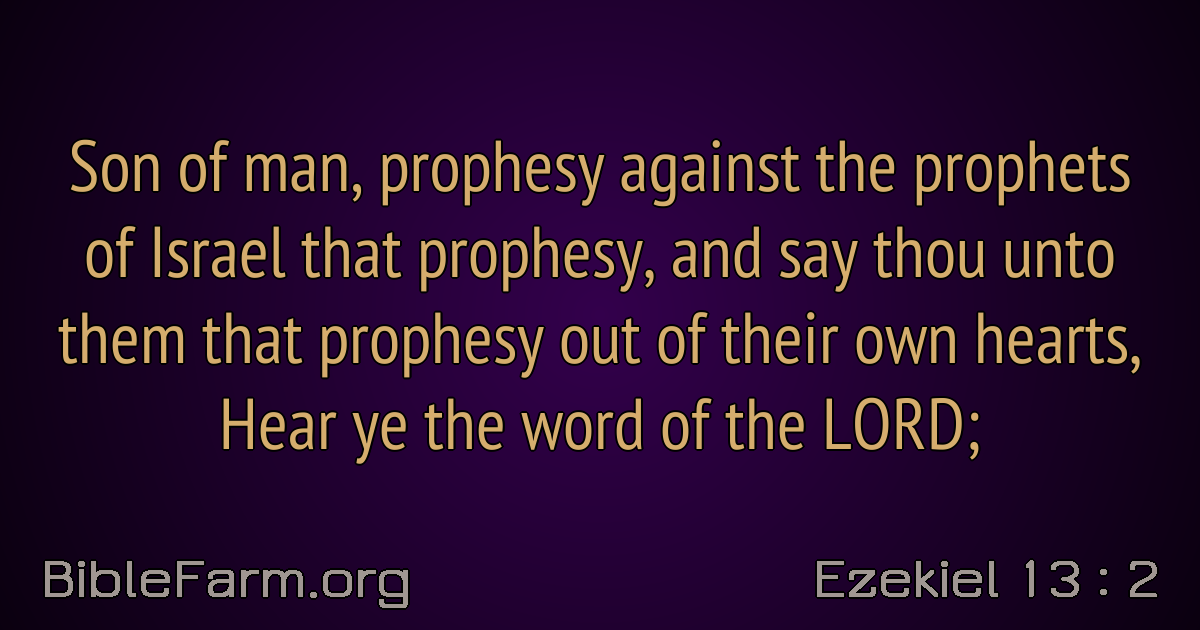 Son of man, prophesy against the prophets
of Israel that prophesy, and say thou unto
them that prophesy out of their own hearts,
Hear ye the word of the LORD;
BibleFarm.org
Ezekiel 13 : 2